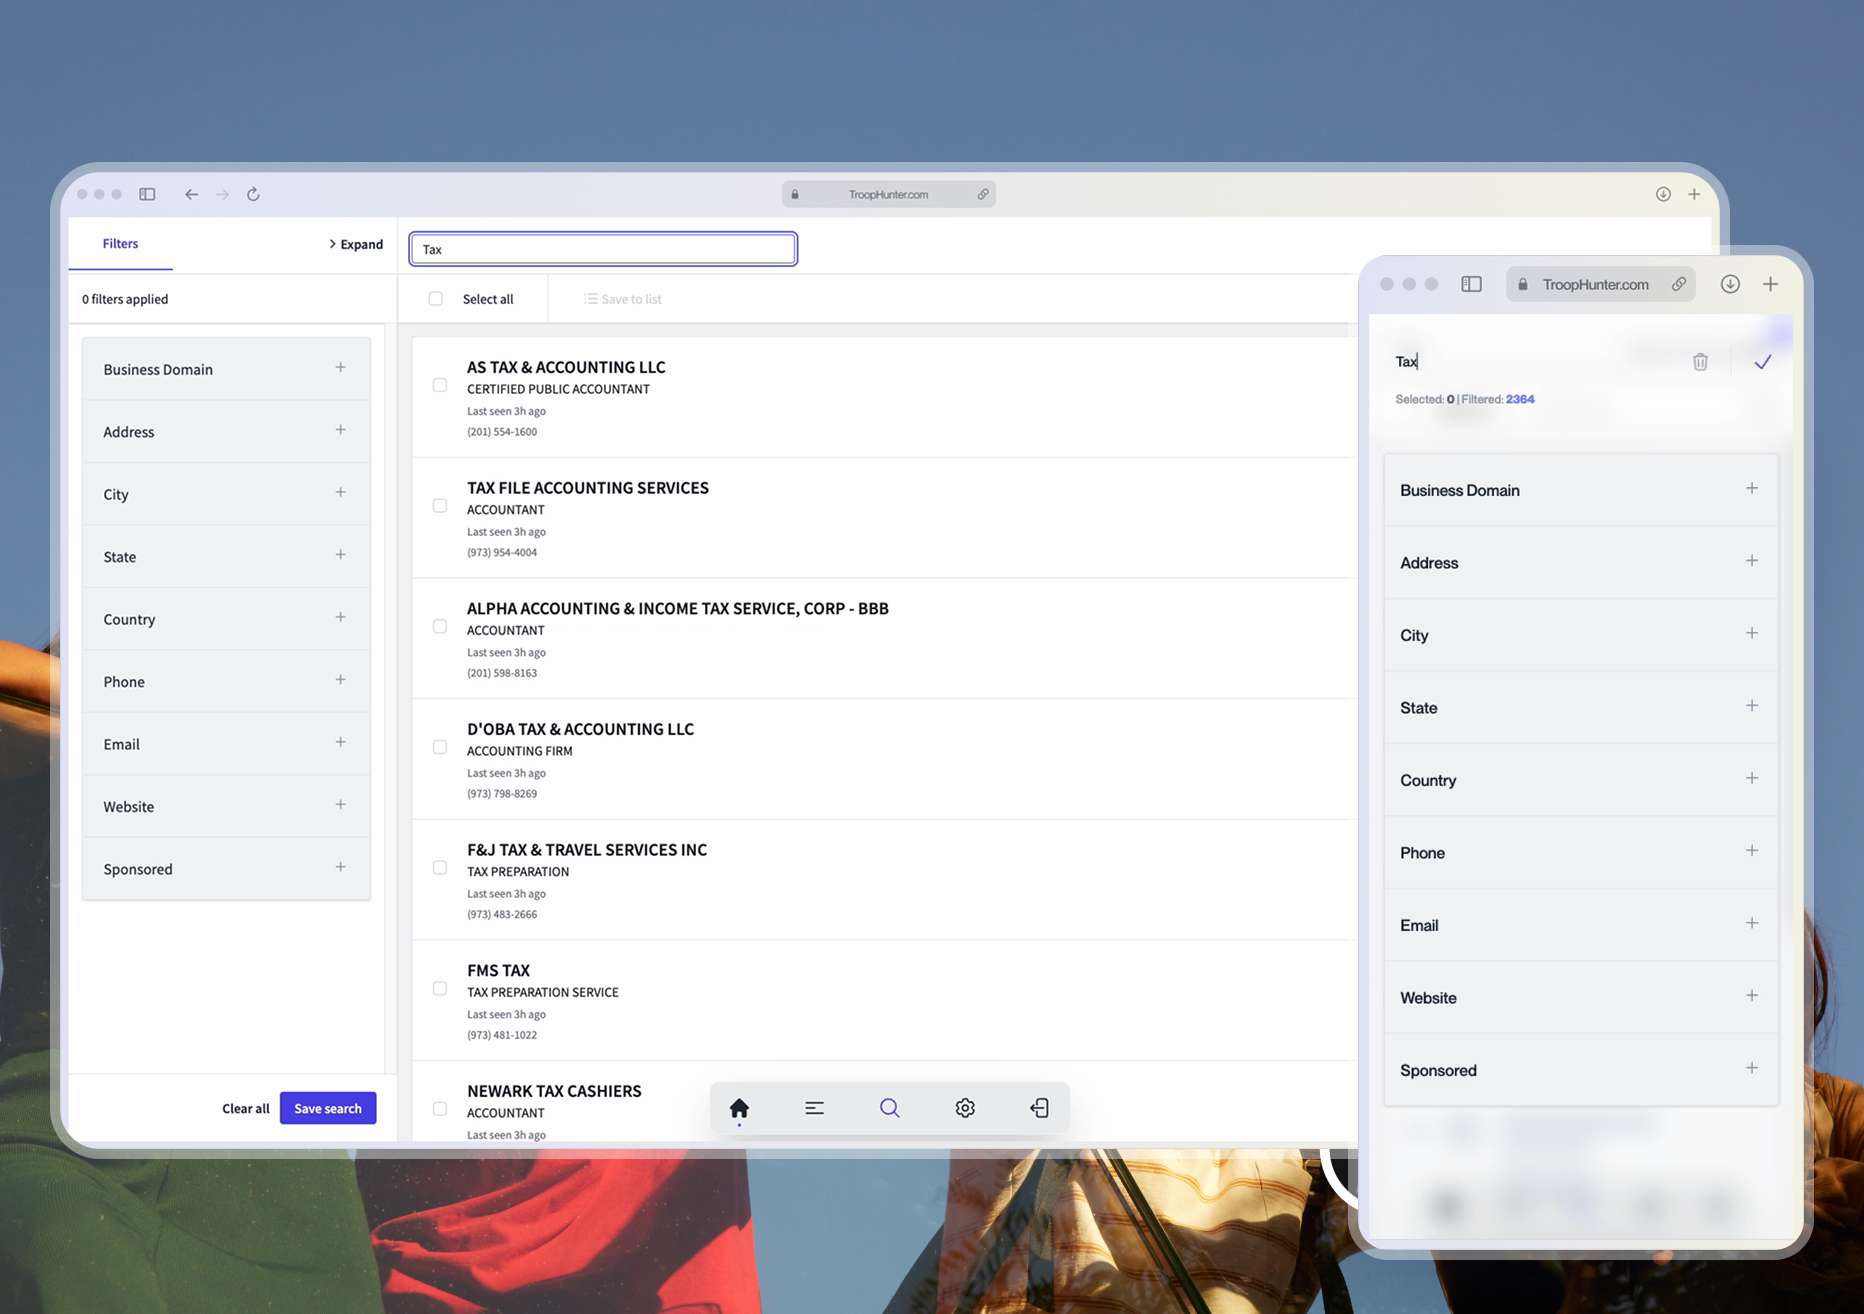 TroopHunter.com
Filters
Expand
Tax
0 filters applied
Select all
Save to list
Business Domain
Address
City
State
Country
Phone
Email
Website
Sponsored
Clear all
Save search
AS TAX & ACCOUNTING LLC
CERTIFIED PUBLIC ACCOUNTANT
Last seen 3h ago
(201) 554-1600
TAX FILE ACCOUNTING SERVICES
ACCOUNTANT
Last seen 3h ago
(973) 954-4004
ALPHA ACCOUNTING & INCOME TAX SERVICE, CORP - BBB
ACCOUNTANT
Last seen 3h ago
(201) 598-8163
D'OBA TAX & ACCOUNTING LLC
ACCOUNTING FIRM
Last seen 3h ago
(973) 798-8269
F&J TAX & TRAVEL SERVICES INC
TAX PREPARATION
Last seen 3h ago
(973) 483-2666
FMS TAX
TAX PREPARATION SERVICE
Last seen 3h ago
(973) 481-1022
NEWARK TAX CASHIERS
ACCOUNTANT
Last seen 3h ago
TroopHunter.com
Tax
Selected: 0 | Filtered: 2364
Business Domain
Address
City
State
Country
Phone
Email
Website
Sponsored